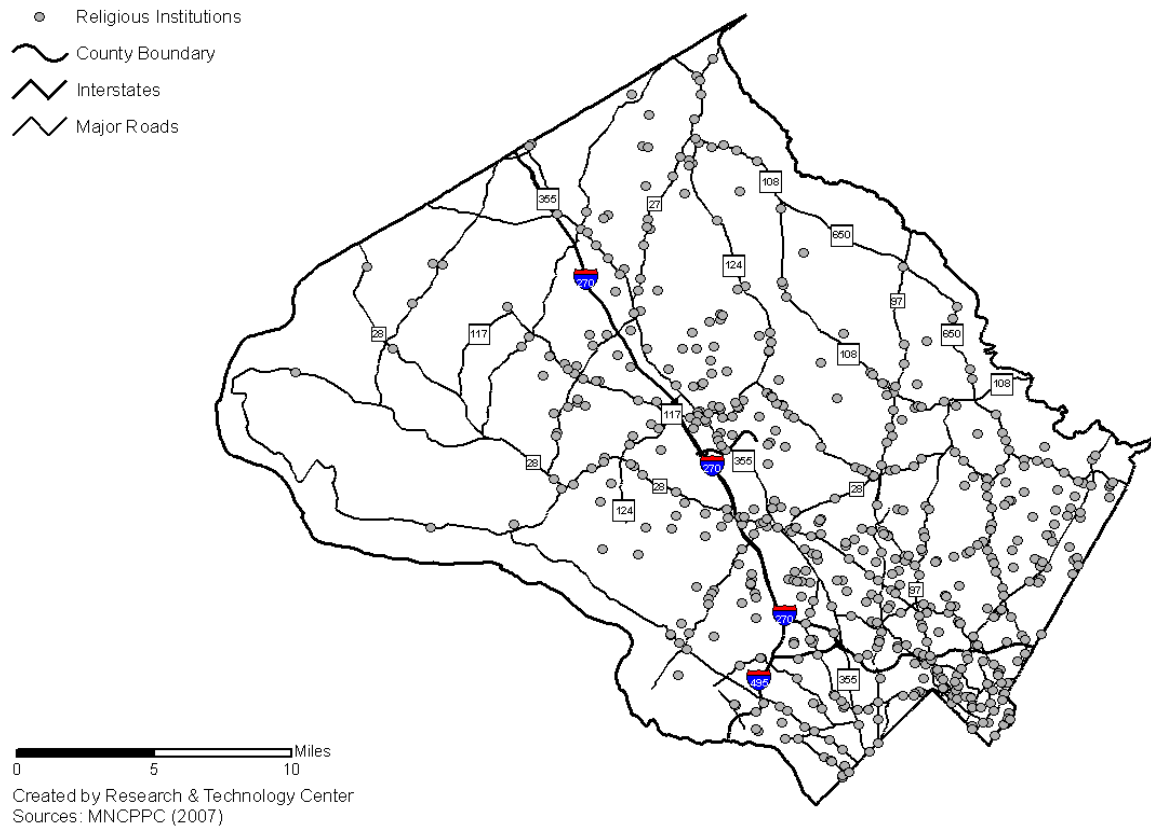 Religious Institutions
County Boundary
Interstates
Major Roads
108
355
27
650
124
270
97
28
117
650
108
108
117
28
270
355
28
28
124
97
270
495
355
Miles
0 5 10
Created by Research & Technology Center
Sources: MNCPPC (2007)